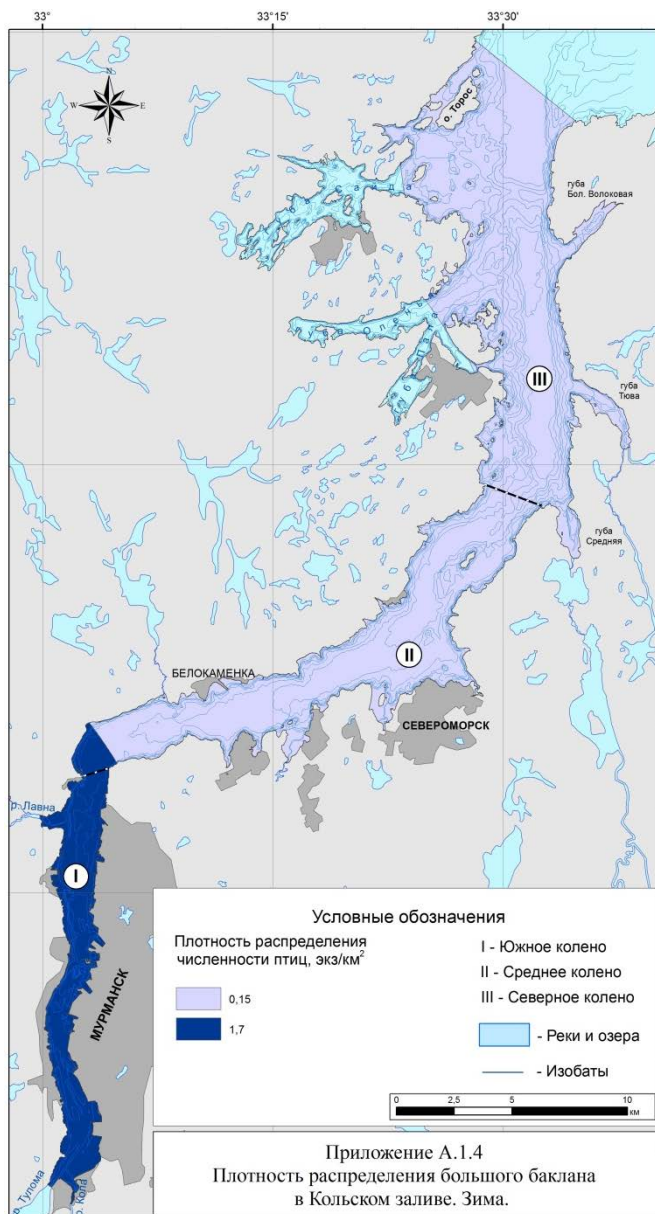 33° 33°15' 33°30'
N
W E
S
о. Торос
губа
Бол. Волоковая
III
губа
Тюва
губа
Средняя
II
БЕЛОКАМЕНКА
СЕВЕРОМОРСК
р. Лавна
I
МУРМАНСК
р. Тулома
р. Кола
Условные обозначения
Плотность распределения
численности птиц, экз/км²
0,15
1,7
I - Южное колено
II - Среднее колено
III - Северное колено
- Реки и озера
- Изобаты
0 2,5 5 10
км
Приложение А.1.4
Плотность распределения большого баклана
в Кольском заливе. Зима.